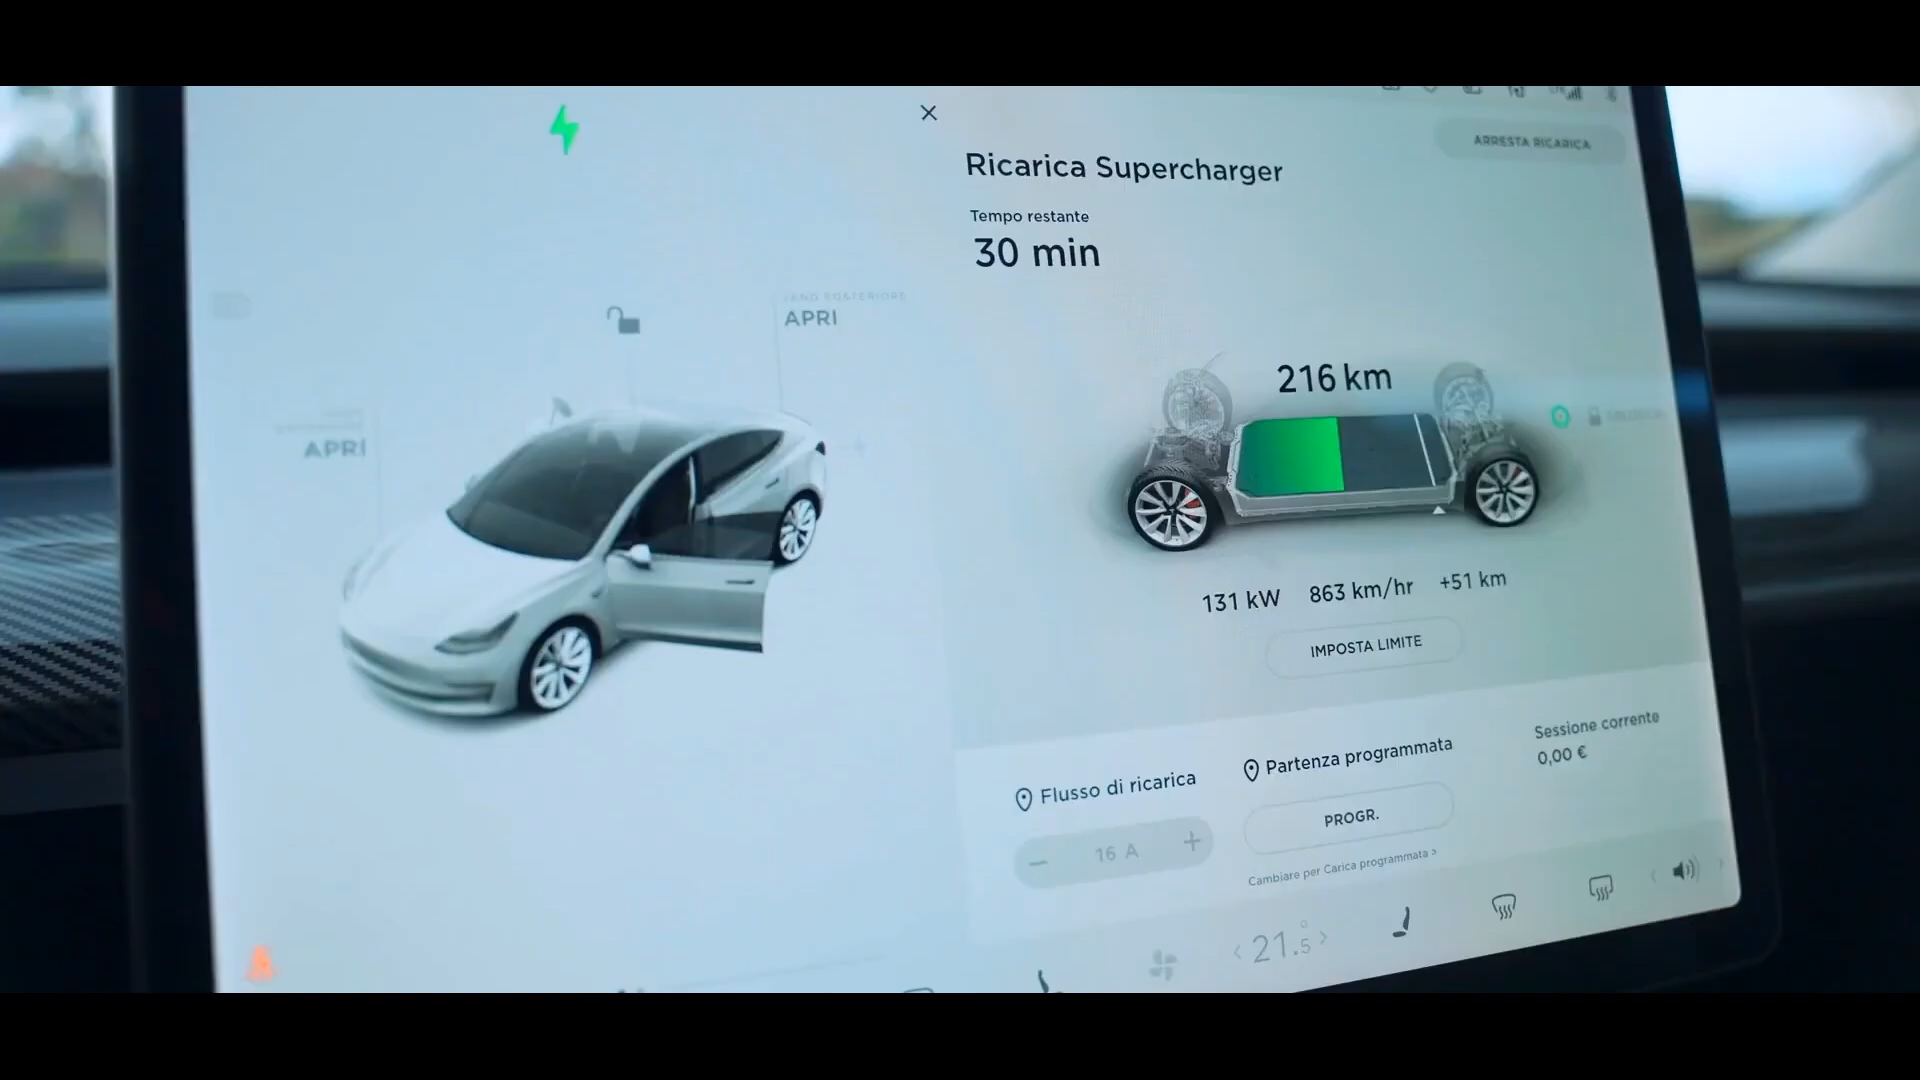 ARRESTA RICARICA
Ricarica Supercharger
Tempo restante
30 min
APRI
APRI
216 km
131 kW 863 km/hr +51 km
IMPOSTA LIMITE
Flusso di ricarica
16 A
Partenza programmata
PROGR.
Cambiare per Carica programmata >
Sessione corrente
0,00 €
21.5